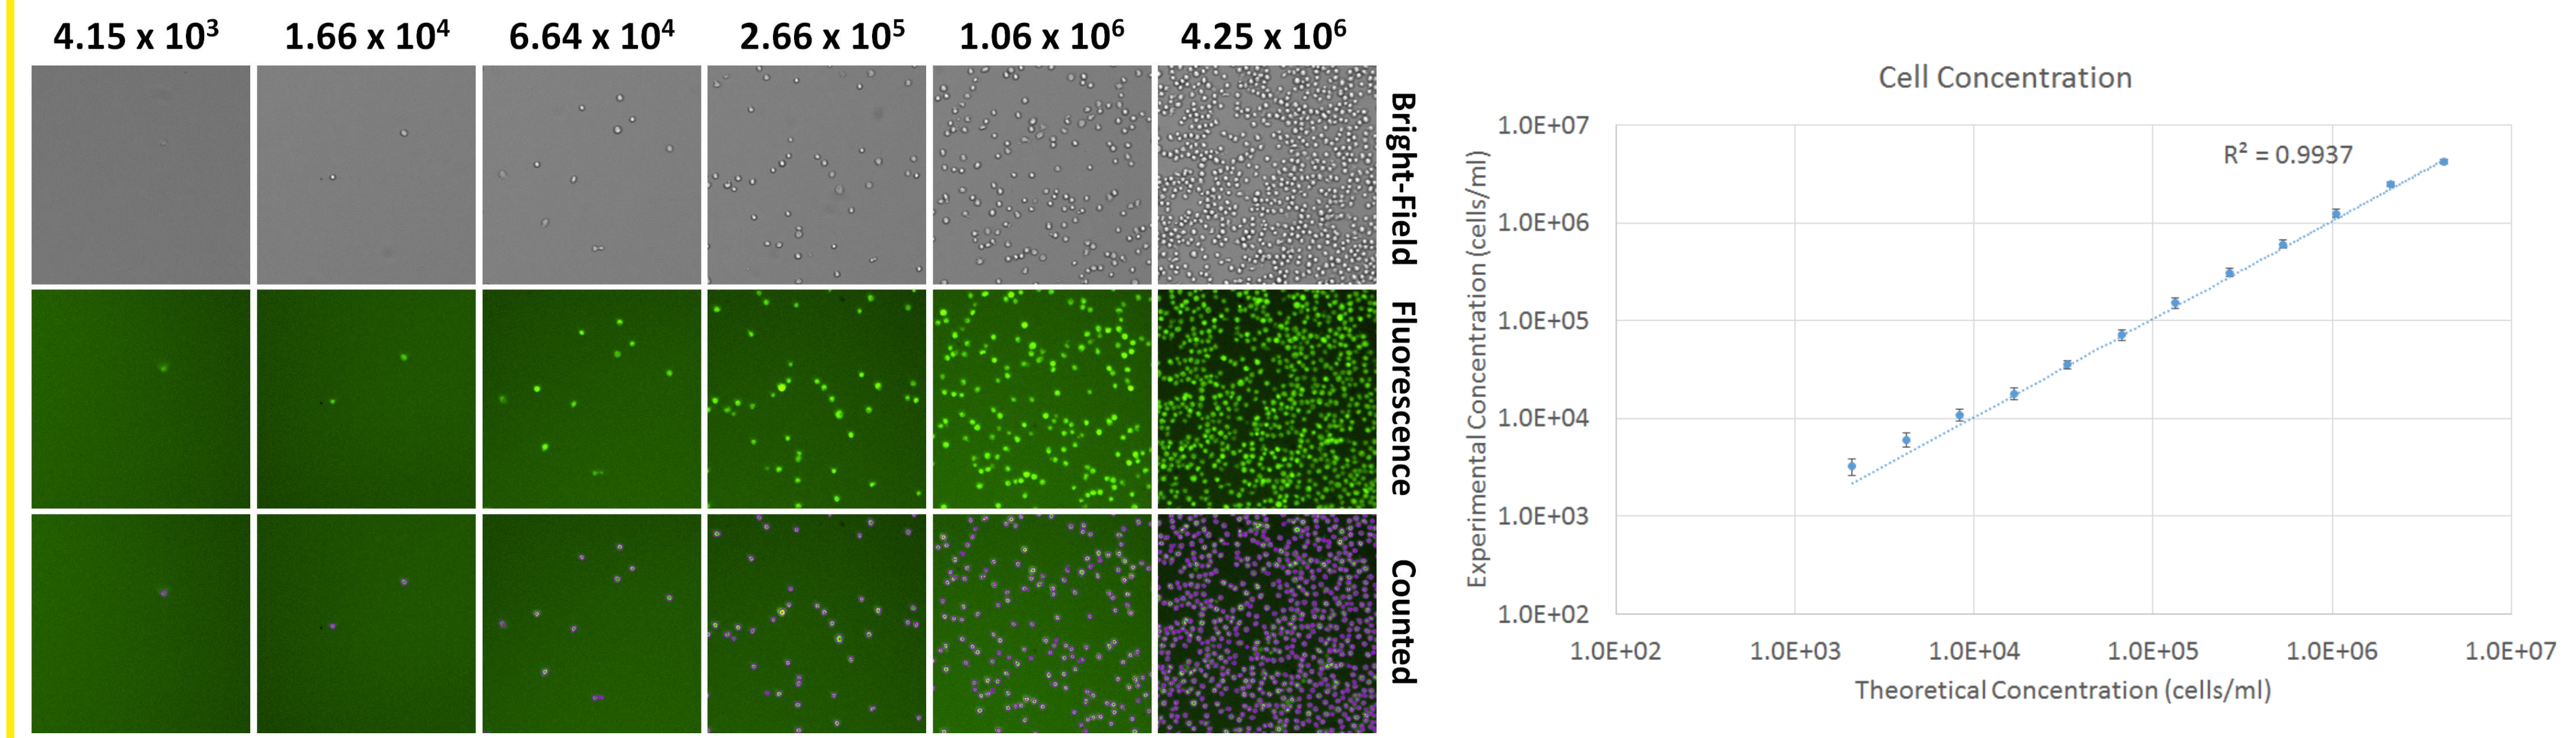 4.15 x 10³
1.66 x 10⁴
6.64 x 10⁴
2.66 x 10⁵
1.06 x 10⁶
4.25 x 10⁶
Bright-Field
Fluorescence
Counted
Cell Concentration
R² = 0.9937
Experimental Concentration (cells/ml)
1.0E+07
1.0E+06
1.0E+05
1.0E+04
1.0E+03
1.0E+02
1.0E+02
1.0E+03
1.0E+04
1.0E+05
1.0E+06
1.0E+07
Theoretical Concentration (cells/ml)